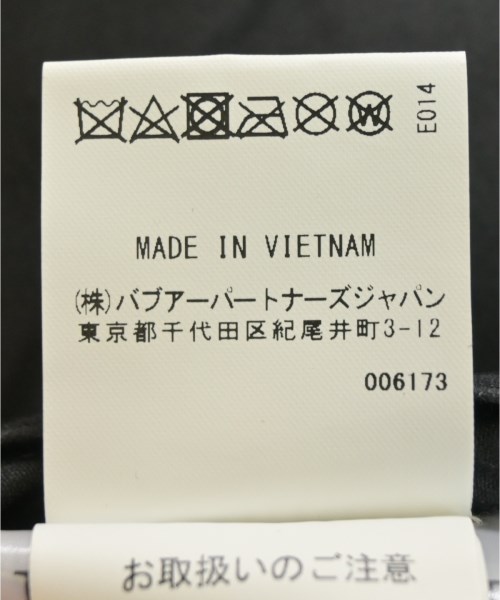 E014
MADE IN VIETNAM
(株)バブアーパートナーズジャパン
東京都千代田区紀尾井町3-12
006173
お取扱いのご注意